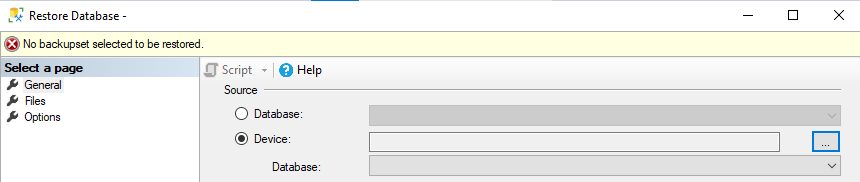 Restore Database -
No backupset selected to be restored.
Select a page
General
Files
Options
Script
Help
Source
Database:
Device:
...
Database: